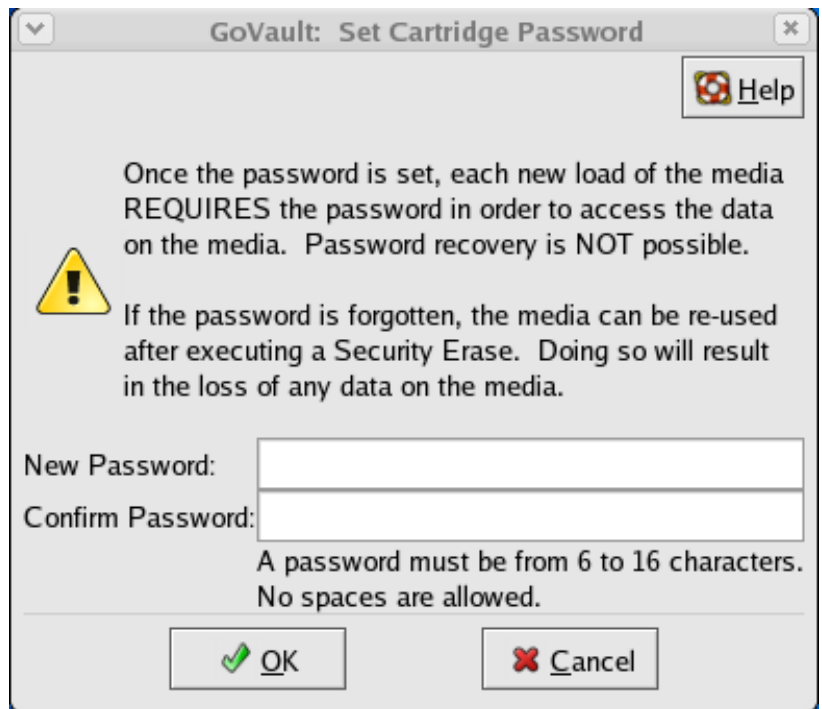 GoVault: Set Cartridge Password
Help
Once the password is set, each new load of the media
REQUIRES the password in order to access the data
on the media. Password recovery is NOT possible.
If the password is forgotten, the media can be re-used
after executing a Security Erase. Doing so will result
in the loss of any data on the media.
New Password:
Confirm Password:
A password must be from 6 to 16 characters.
No spaces are allowed.
OK
Cancel